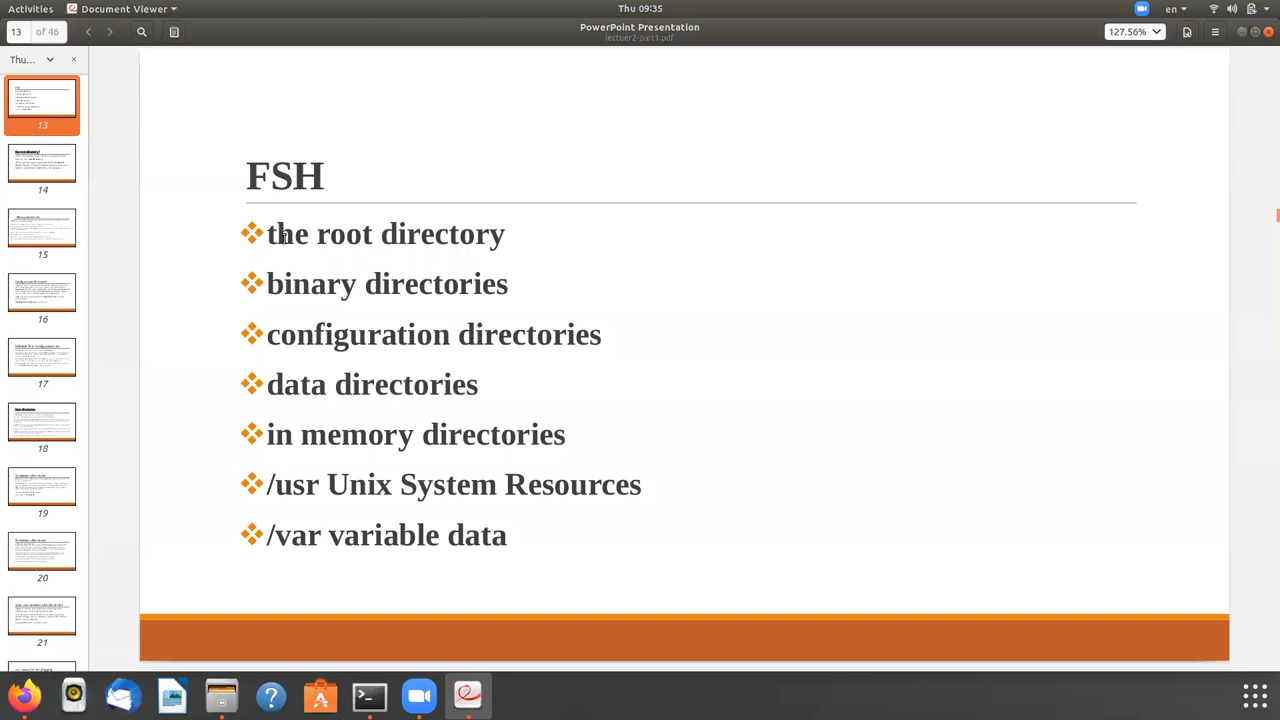 Activities
Document Viewer
Thu 09:35
en
13
of 46
PowerPoint Presentation
lectuer2-part1.pdf
127.56%
Thu...
FSH
the root directory
binary directories
configuration directories
data directories
in memory directories
/usr Unix System Resources
/var variable data
13
14
15
16
17
18
19
20
21